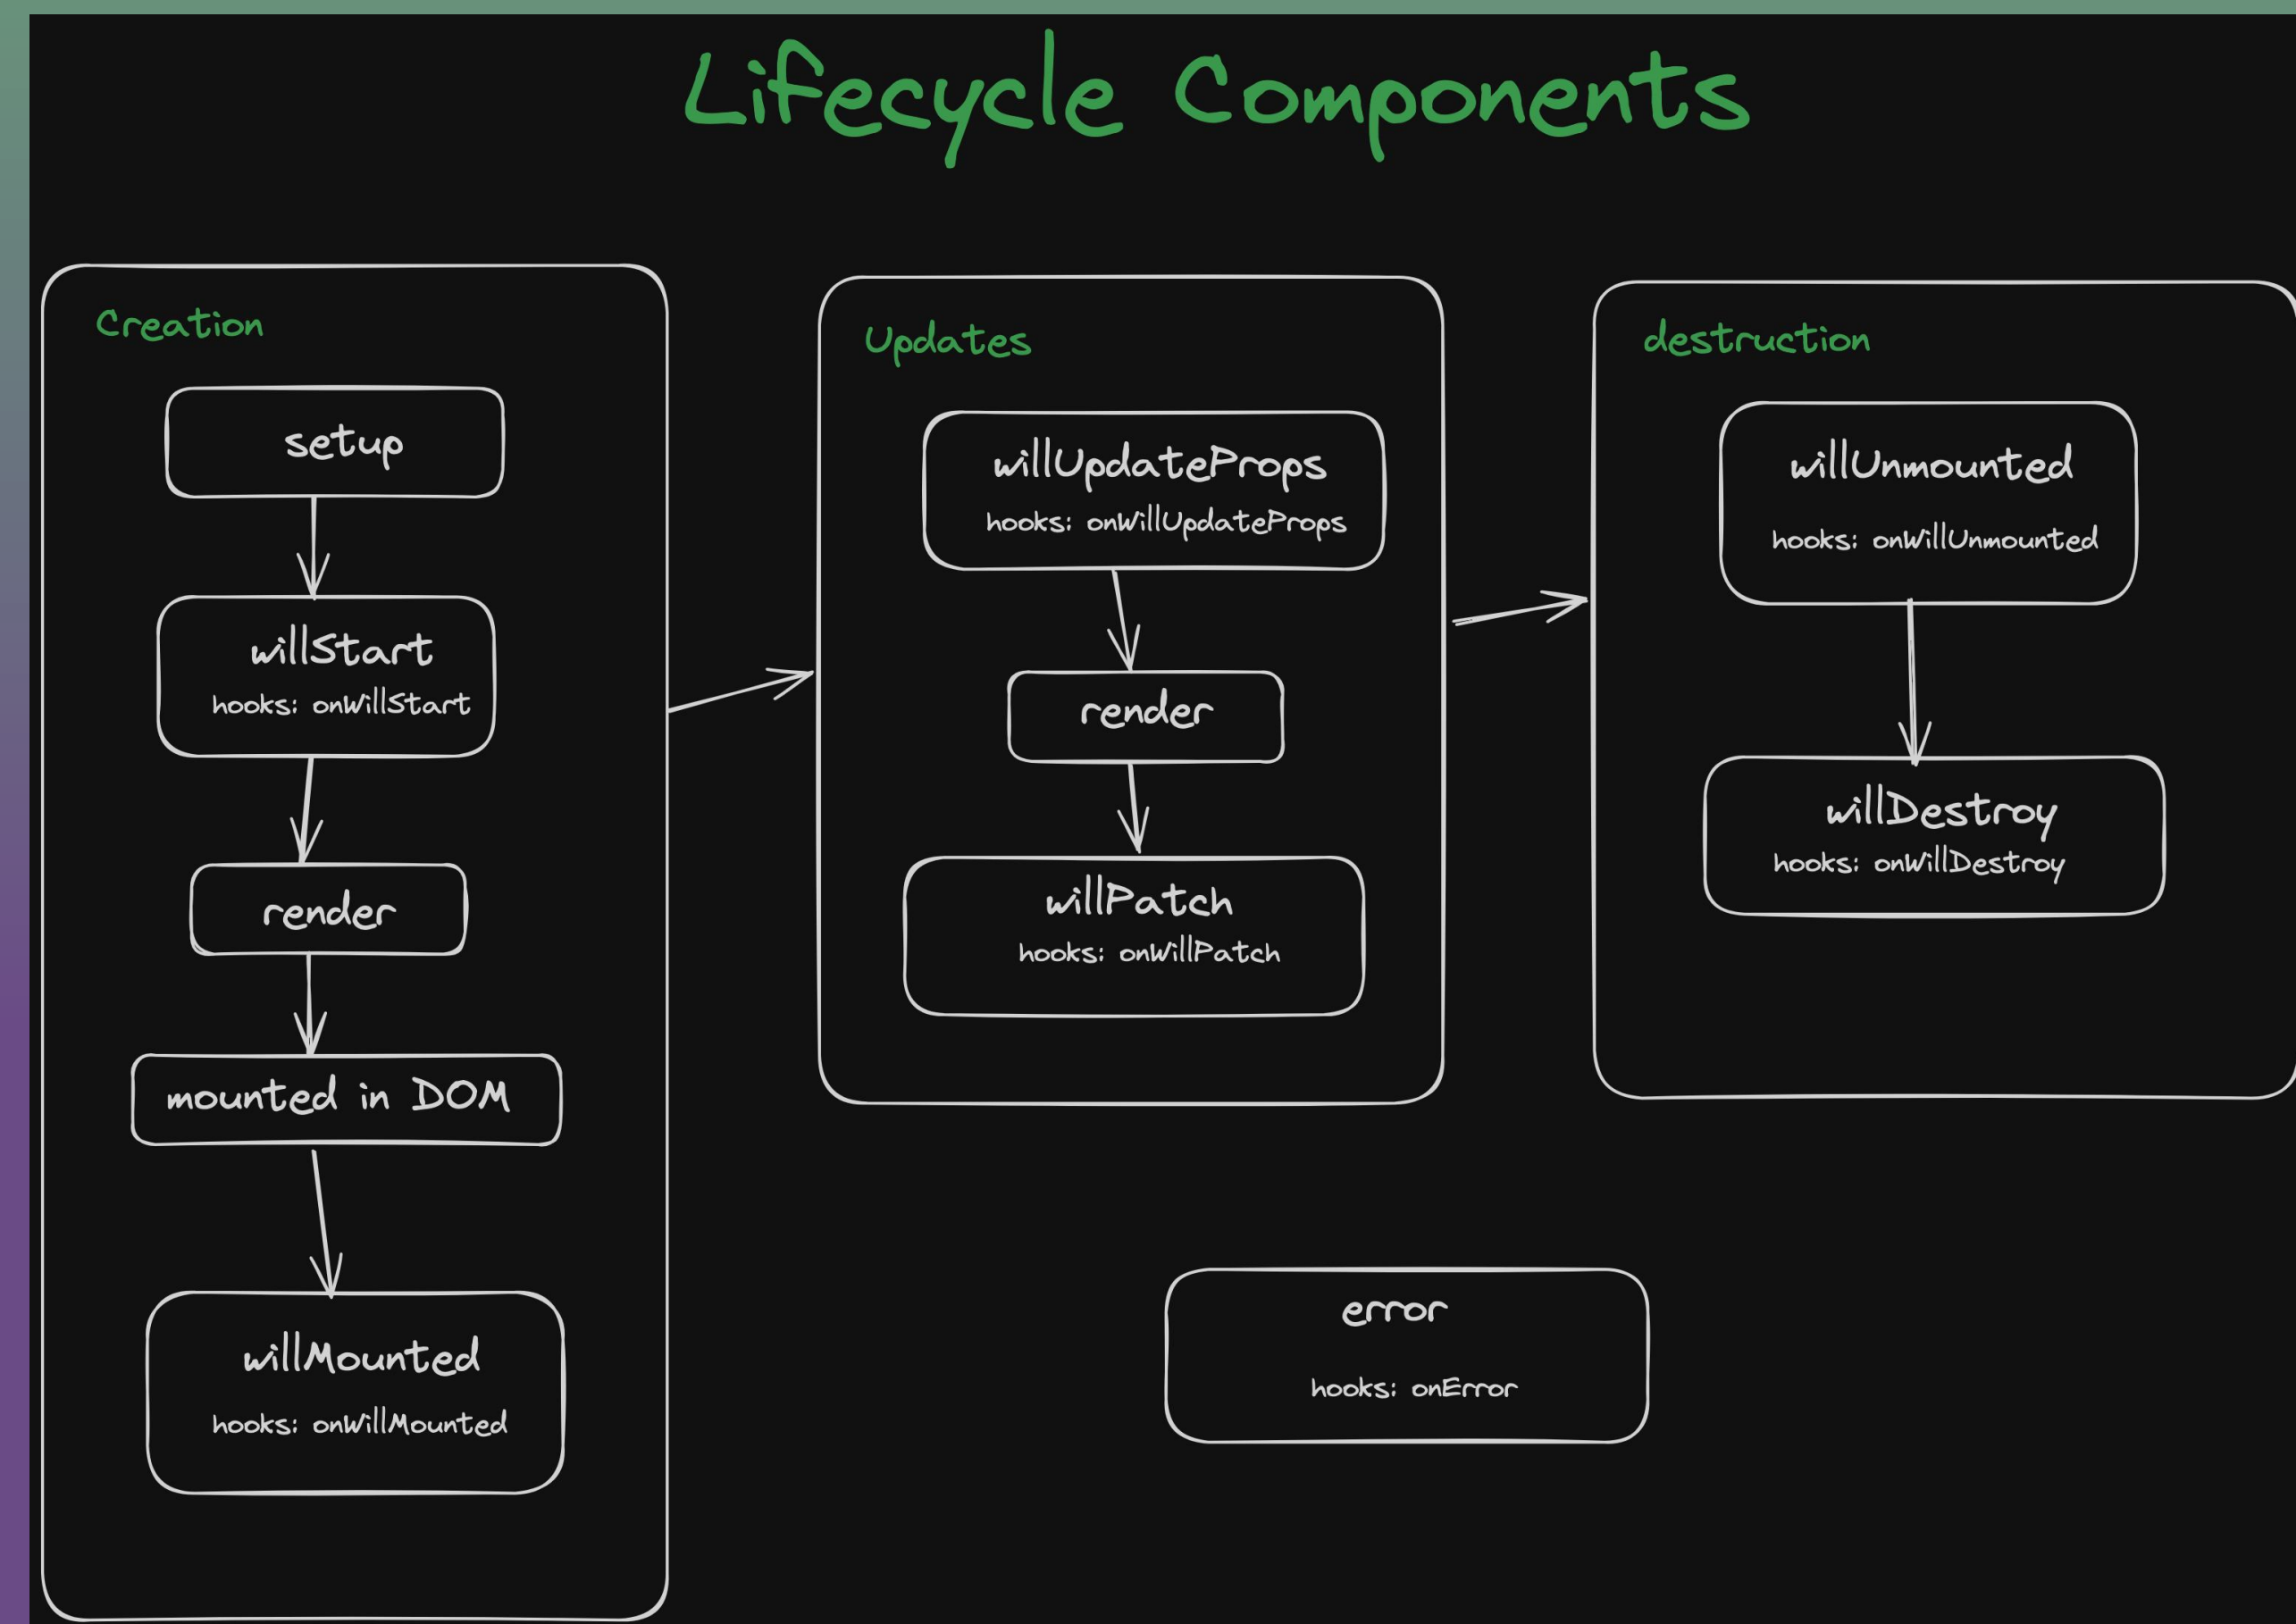 Lifecycle Components
Creation
setup
willStart
hooks: onWillStart
render
mounted in DOM
willMounted
hooks: onWillMounted
Updates
willUpdateProps
hooks: onWillUpdateProps
render
willPatch
hooks: onWillPatch
destruction
willUnmounted
hooks: onWillUnmounted
willDestroy
hooks: onWillDestroy
error
hooks: onError